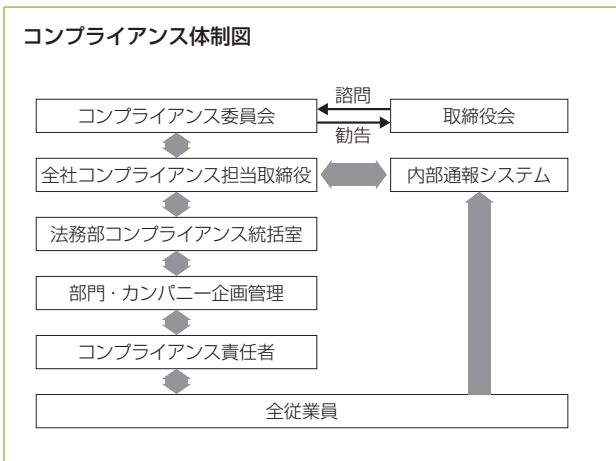 コンプライアンス体制図
諮問
コンプライアンス委員会
取締役会
勧告
全社コンプライアンス担当取締役
内部通報システム
法務部コンプライアンス統括室
部門・カンパニー企画管理
コンプライアンス責任者
全従業員